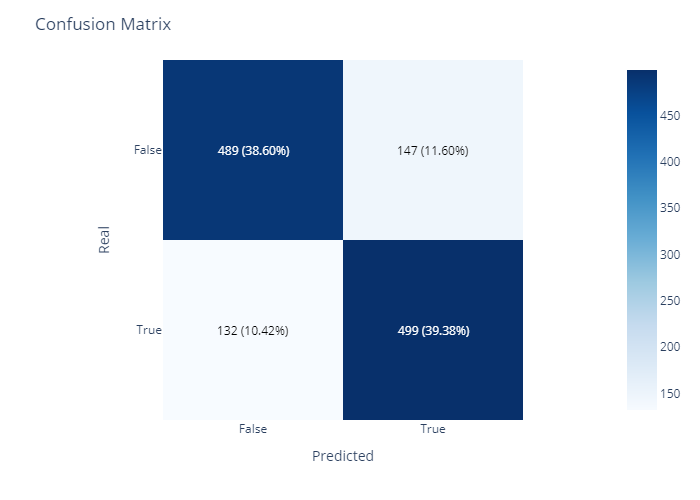 Confusion Matrix
False
489 (38.60%)
147 (11.60%)
Real
True
132 (10.42%)
499 (39.38%)
False
True
Predicted
450
400
350
300
250
200
150